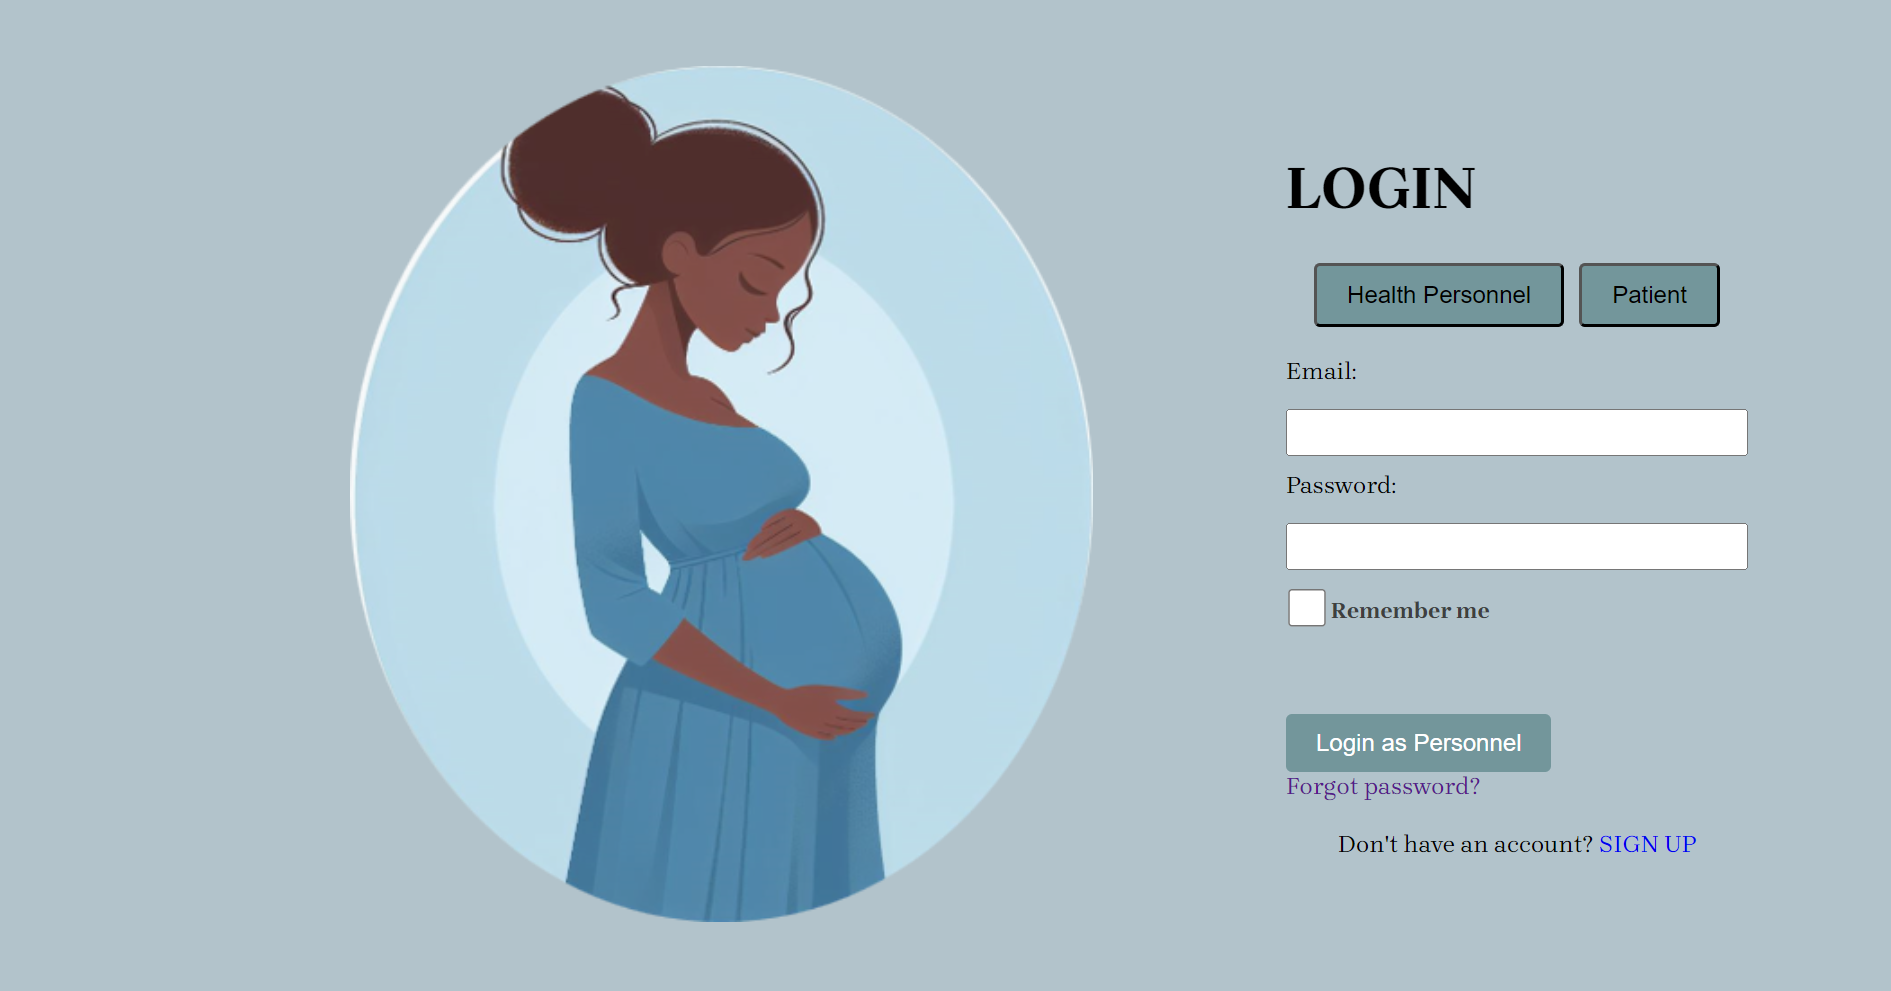 LOGIN
Health Personnel Patient
Email:
Password:
Remember me
Login as Personnel
Forgot password?
Don't have an account? SIGN UP